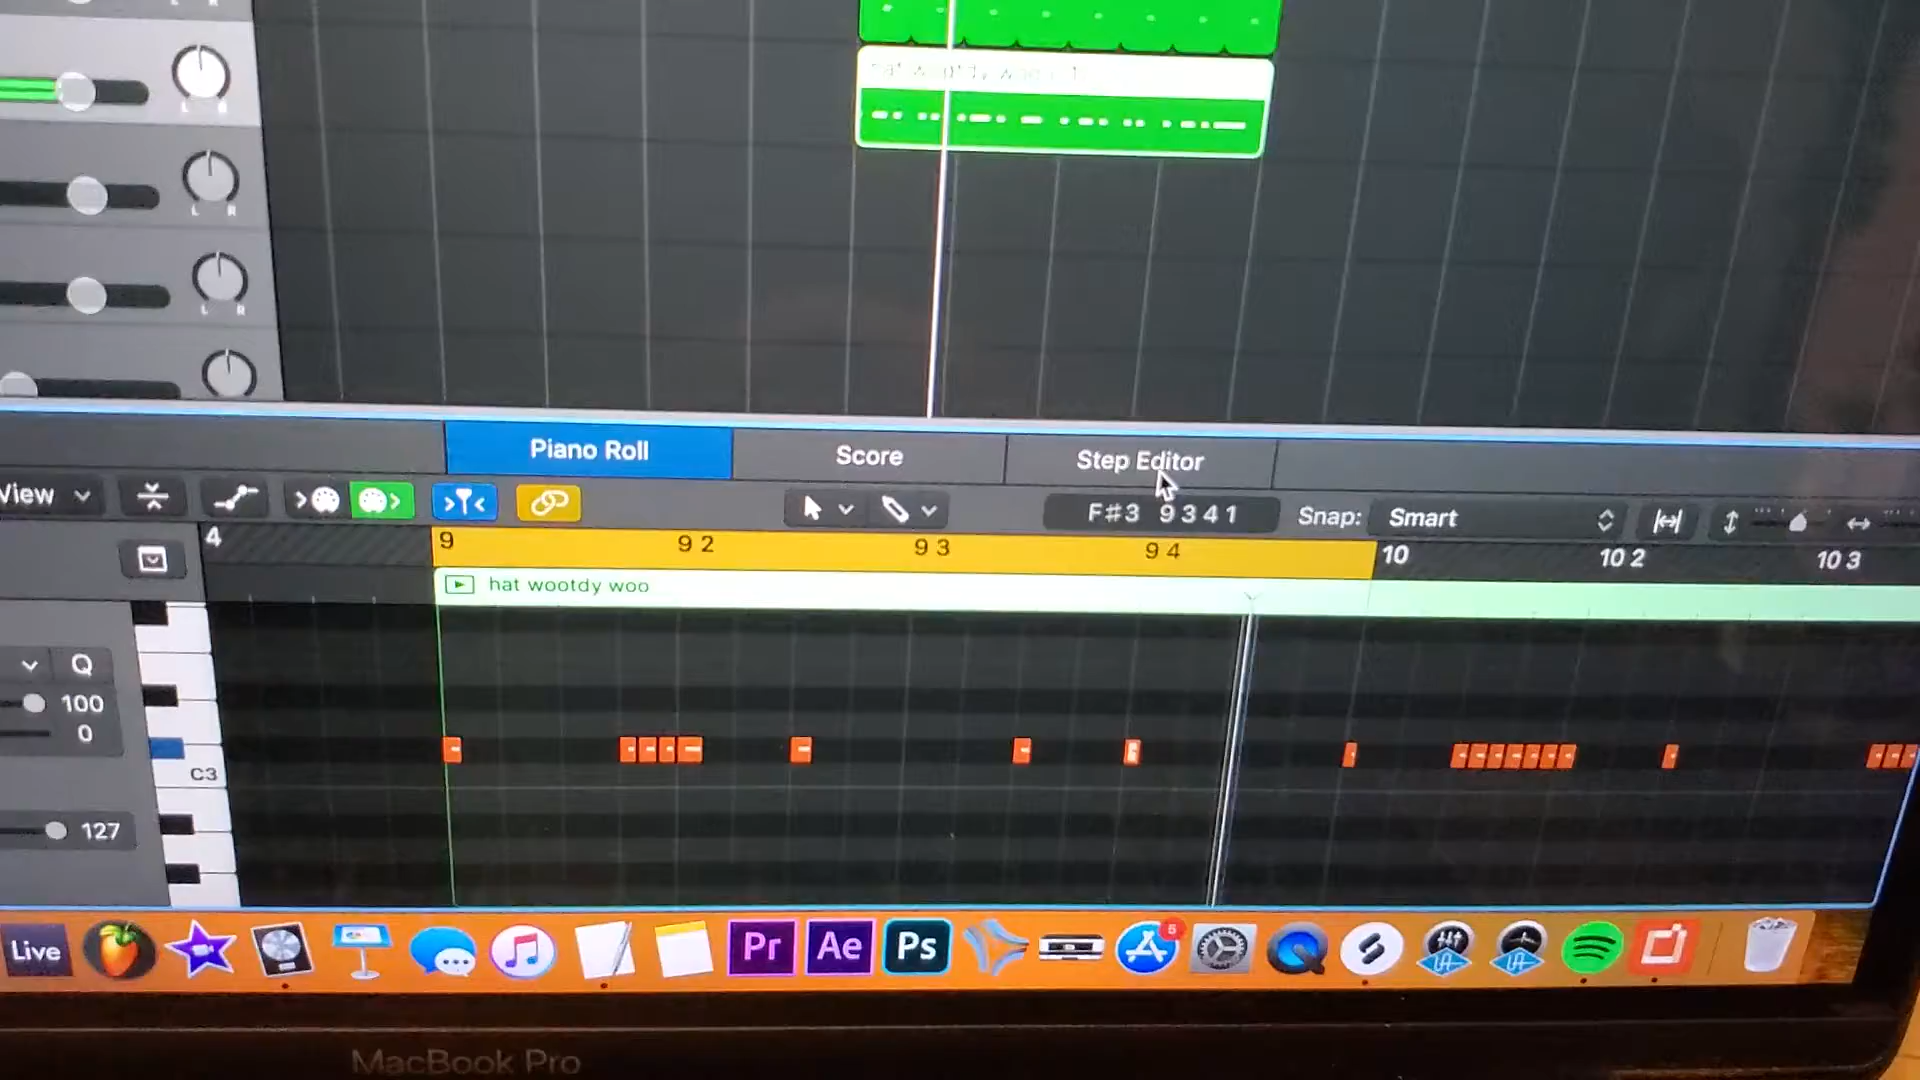 L R
L R
L R
L R
Piano Roll Score Step Editor
View F#3 9 3 4 1 Snap: Smart
4 9 9 2 9 3 9 4 10 10 2 10 3
hat wootdy woo
Q
100
0
C3
127
Live Pr Ae Ps 5
MacBook Pro